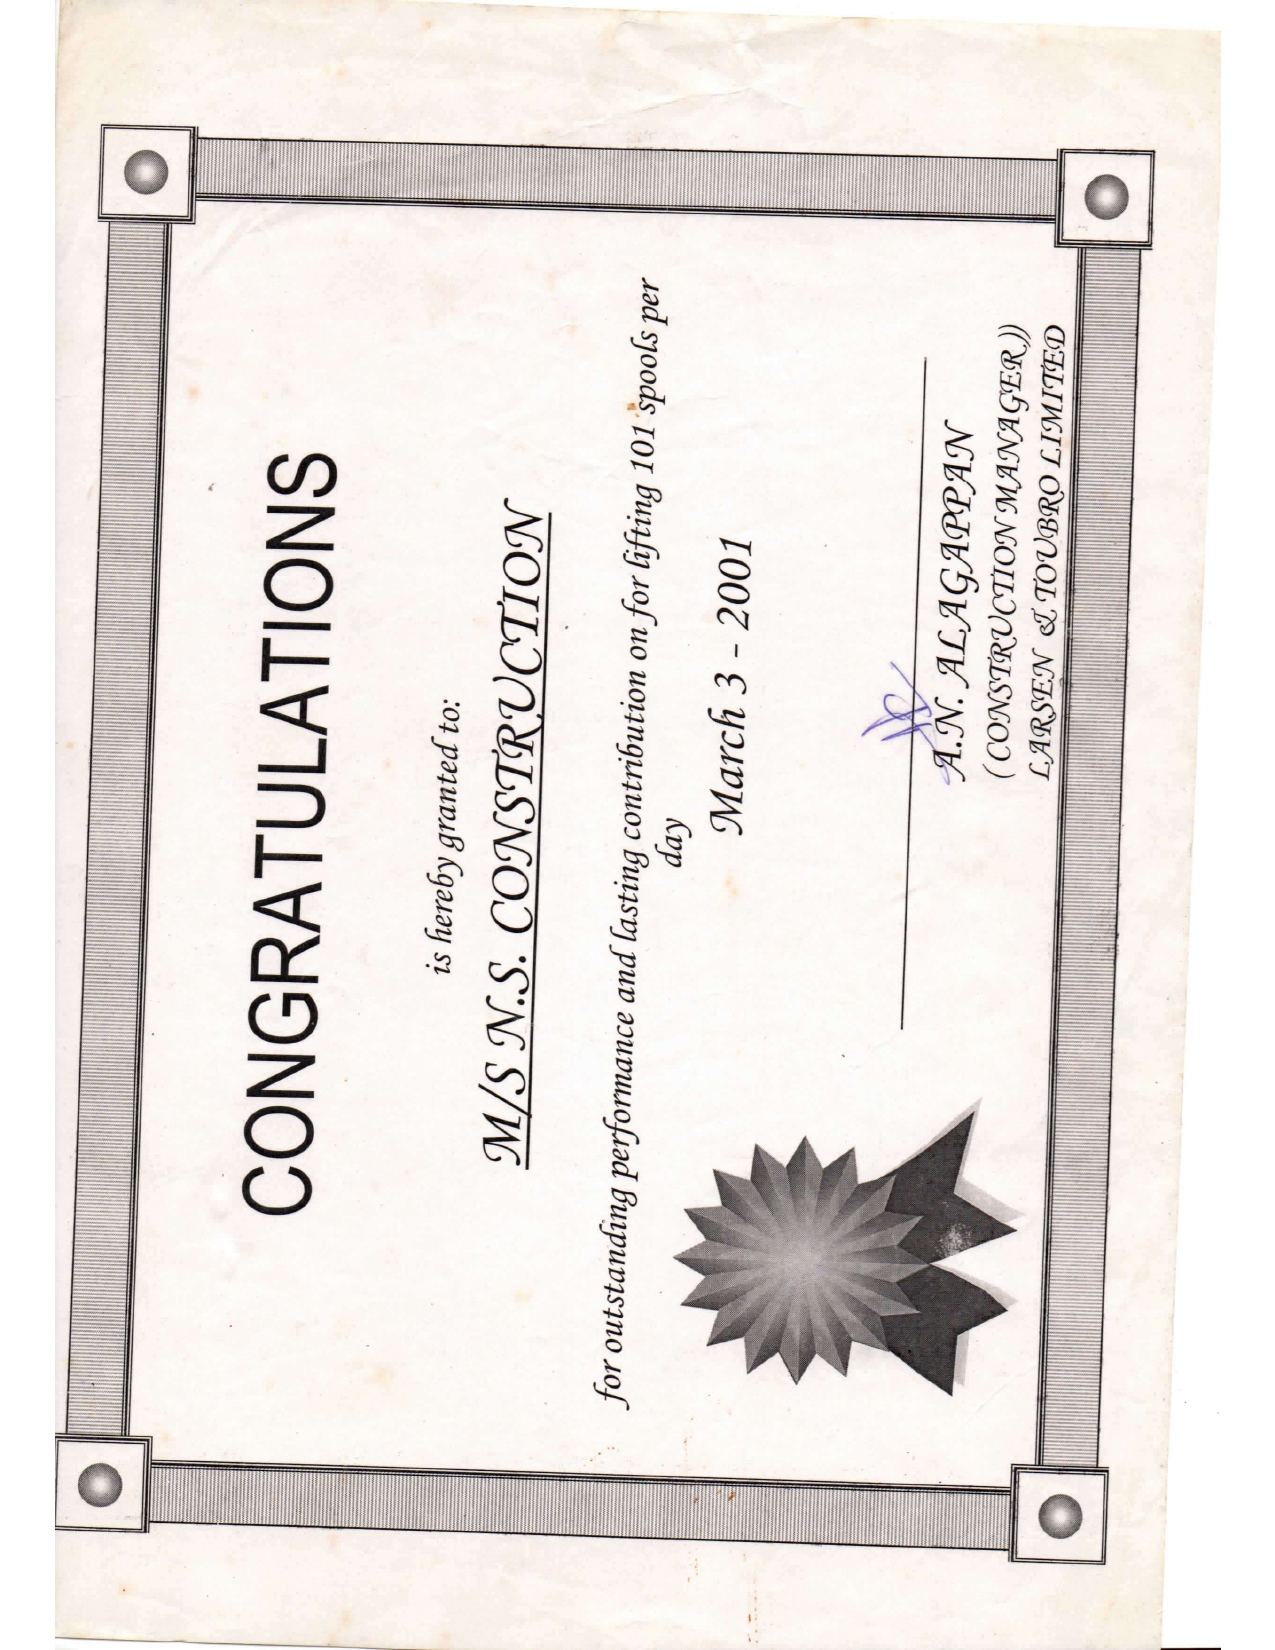 CONGRATULATIONS
is hereby granted to:
M/S N.S. CONSTRUCTION
for outstanding performance and lasting contribution on for lifting 101 spools per
day
March 3 - 2001
A.N. ALAGAPPAN
( CONSTRUCTION MANAGER))
LARSEN & TOUBRO LIMITED